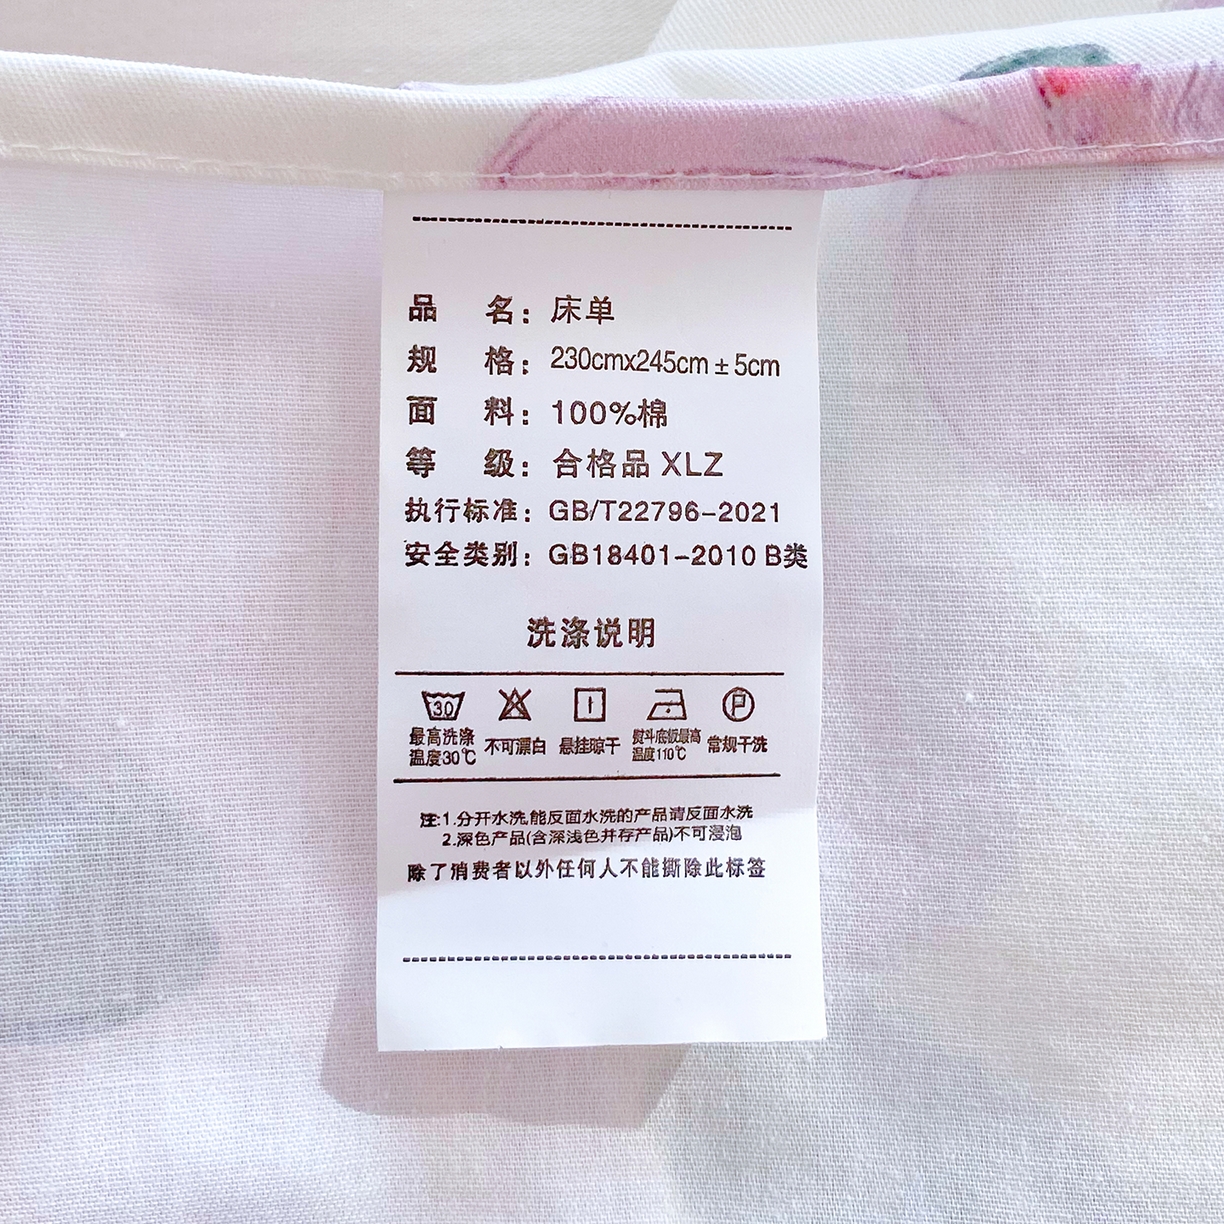 品 名：床单
规 格：230cmx245cm±5cm
面 料：100%棉
等 级：合格品 XLZ
执行标准：GB/T22796-2021
安全类别：GB18401-2010 B类
洗涤说明
30
P
最高洗涤温度30℃
不可漂白
悬挂晾干
熨斗底板最高温度110℃
常规干洗
注:1.分开水洗,能反面水洗的产品请反面水洗
2.深色产品(含深浅色并存产品)不可浸泡
除了消费者以外任何人不能撕除此标签